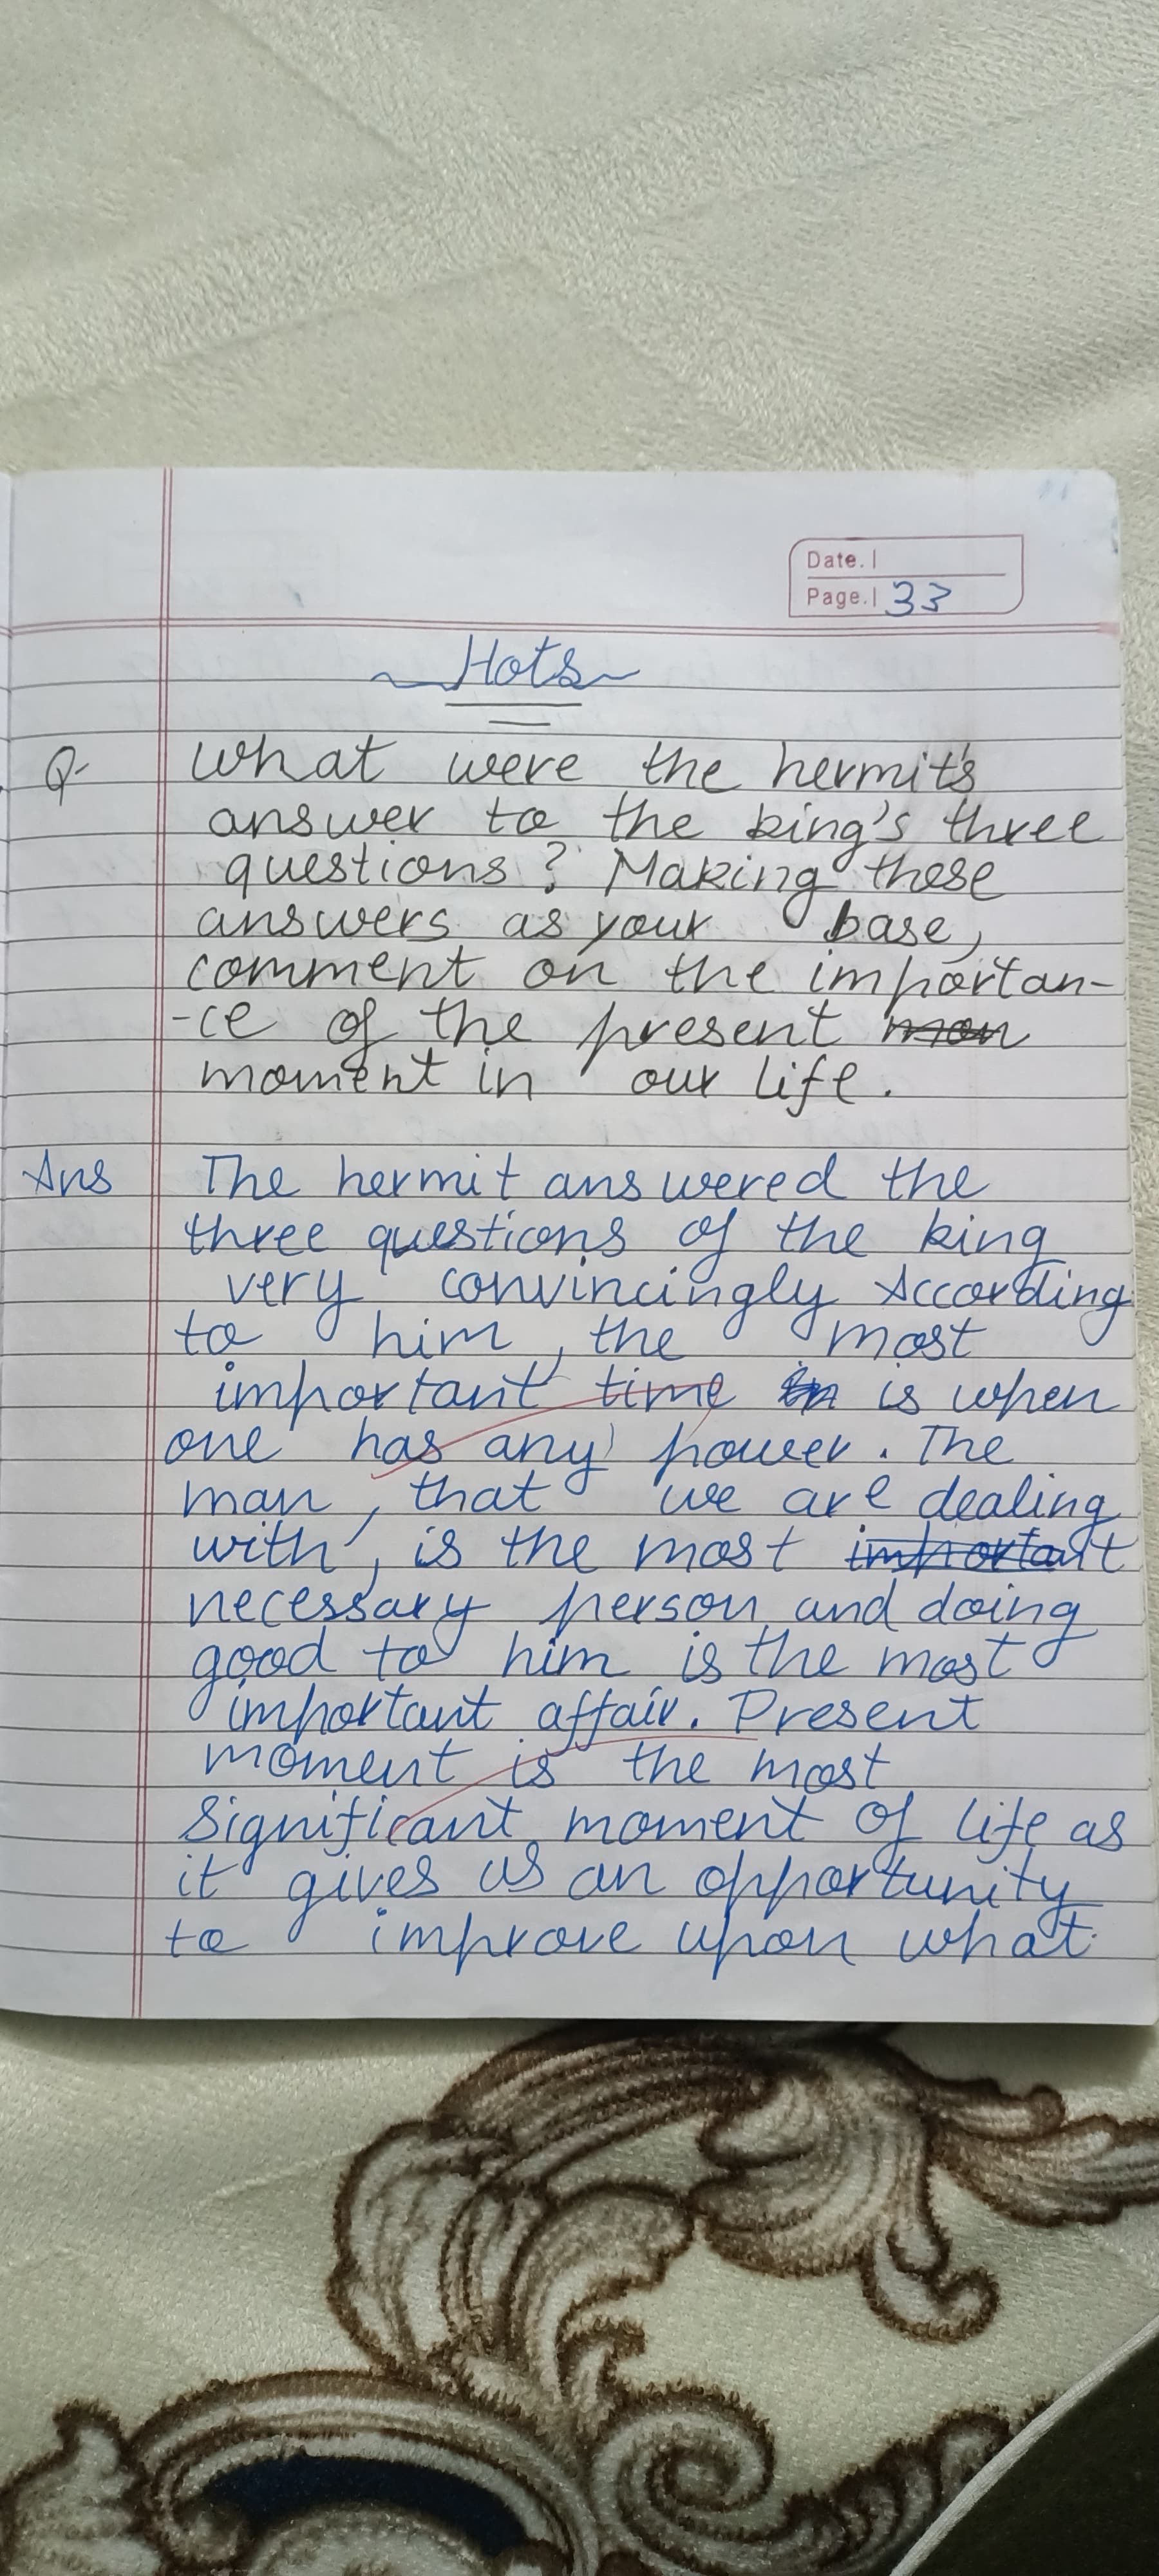 Date.
Page. 33
Hots
Q- What were the hermit's
answer to the king's three
questions? Making these
answers as your base,
comment on the importan-
-ce of the present mon
moment in our life.
Ans The hermit answered the
three questions of the king
very convincingly According
to him, the most
important time in is when
one has any power. The
man, that we are dealing
with, is the most important
necessary person and doing
good to him is the most
important affair. Present
moment is the most
significant moment of life as
it gives us an opportunity
to improve upon what